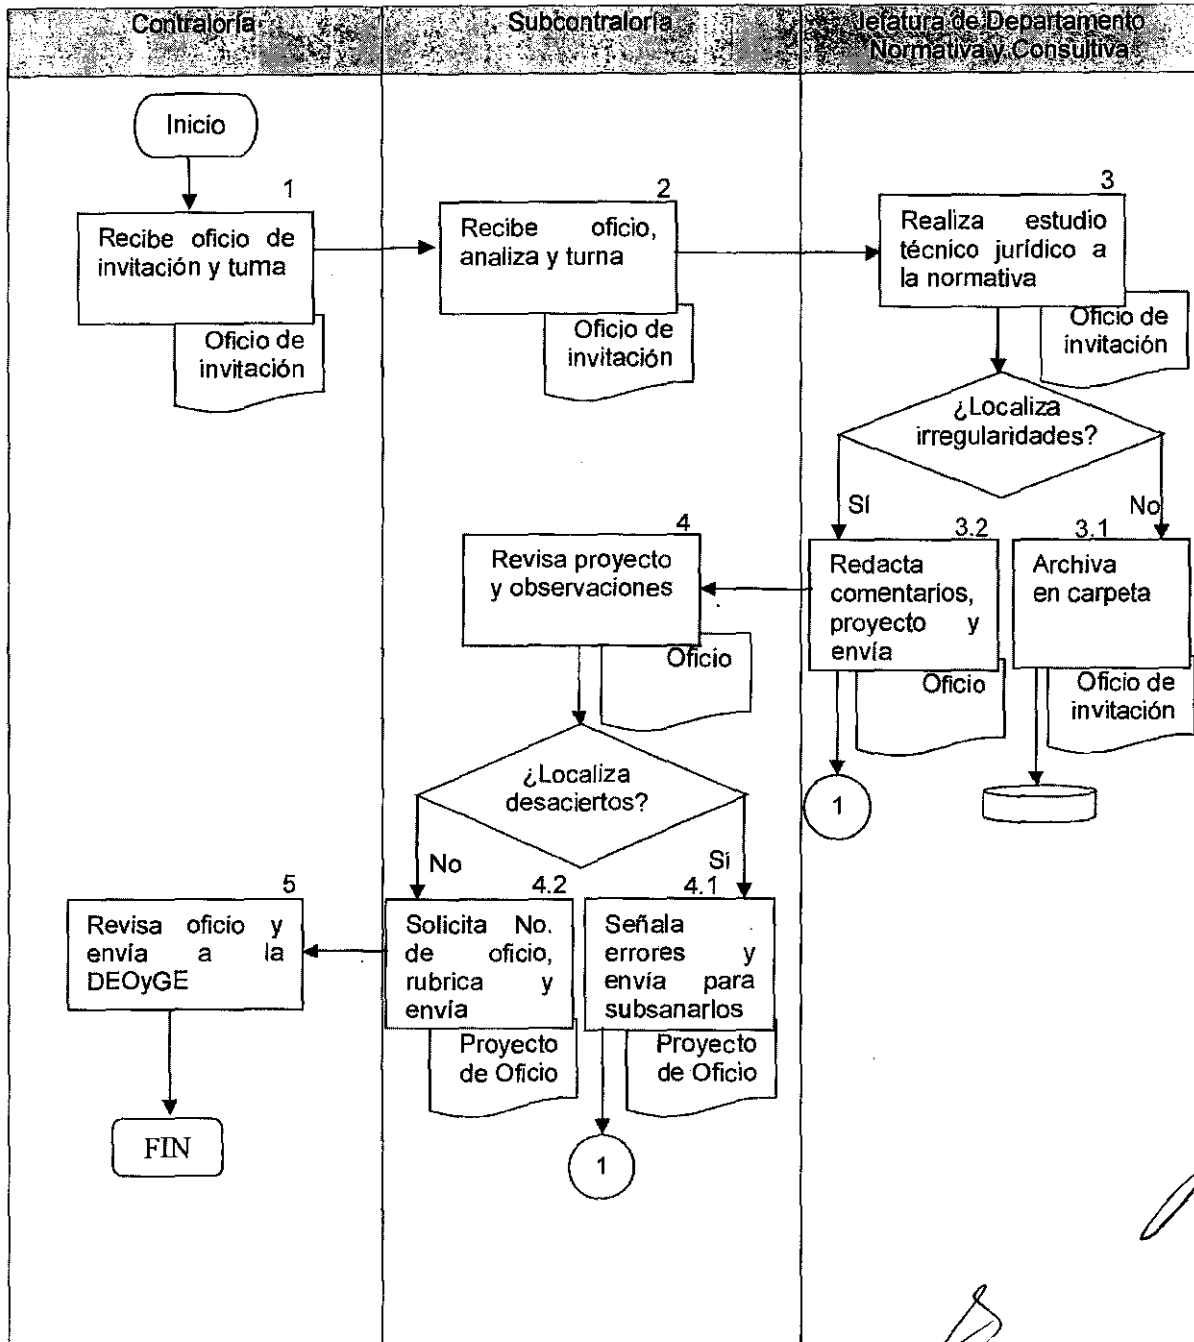 Contraloría
Subcontraloría
Jefatura de Departamento
Normativa y Consultiva
Inicio
1
Recibe oficio de
invitación y turna
Oficio de
invitación
2
Recibe oficio,
analiza y turna
Oficio de
invitación
3
Realiza estudio
técnico jurídico a
la normativa
Oficio de
invitación
¿Localiza
irregularidades?
Sí
No
3.2
Redacta
comentarios,
proyecto y
envía
Oficio
1
3.1
Archiva
en carpeta
Oficio de
invitación
4
Revisa proyecto
y observaciones
Oficio
¿Localiza
desaciertos?
No
Sí
4.2
Solicita No.
de oficio,
rubrica y
envía
Proyecto
de Oficio
4.1
Señala
errores y
envía para
subsanarlos
Proyecto
de Oficio
1
5
Revisa oficio y
envía a la
DEOyGE
FIN